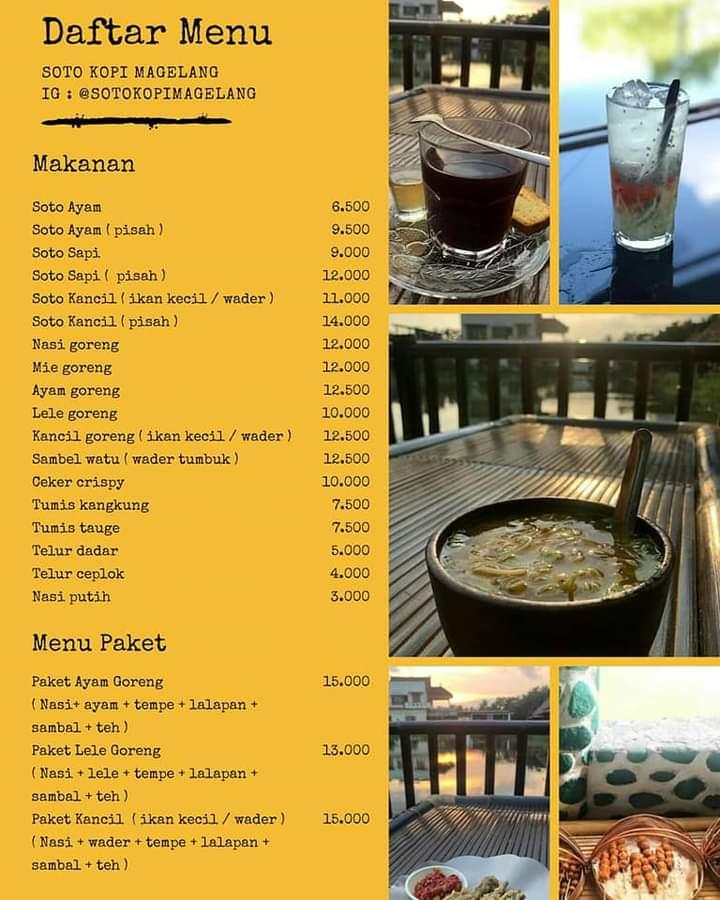 Daftar Menu
SOTO KOPI MAGELANG
IG : @SOTOKOPIMAGELANG
Makanan
Soto Ayam 6.500
Soto Ayam ( pisah ) 9.500
Soto Sapi 9.000
Soto Sapi ( pisah ) 12.000
Soto Kancil ( ikan kecil / wader ) 11.000
Soto Kancil ( pisah ) 14.000
Nasi goreng 12.000
Mie goreng 12.000
Ayam goreng 12.500
Lele goreng 10.000
Kancil goreng ( ikan kecil / wader ) 12.500
Sambel watu ( wader tumbuk ) 12.500
Ceker crispy 10.000
Tumis kangkung 7.500
Tumis tauge 7.500
Telur dadar 5.000
Telur ceplok 4.000
Nasi putih 3.000
Menu Paket
Paket Ayam Goreng 15.000
( Nasi+ ayam + tempe + lalapan +
sambal + teh )
Paket Lele Goreng 13.000
( Nasi + lele + tempe + lalapan +
sambal + teh )
Paket Kancil ( ikan kecil / wader ) 15.000
( Nasi + wader + tempe + lalapan +
sambal + teh )